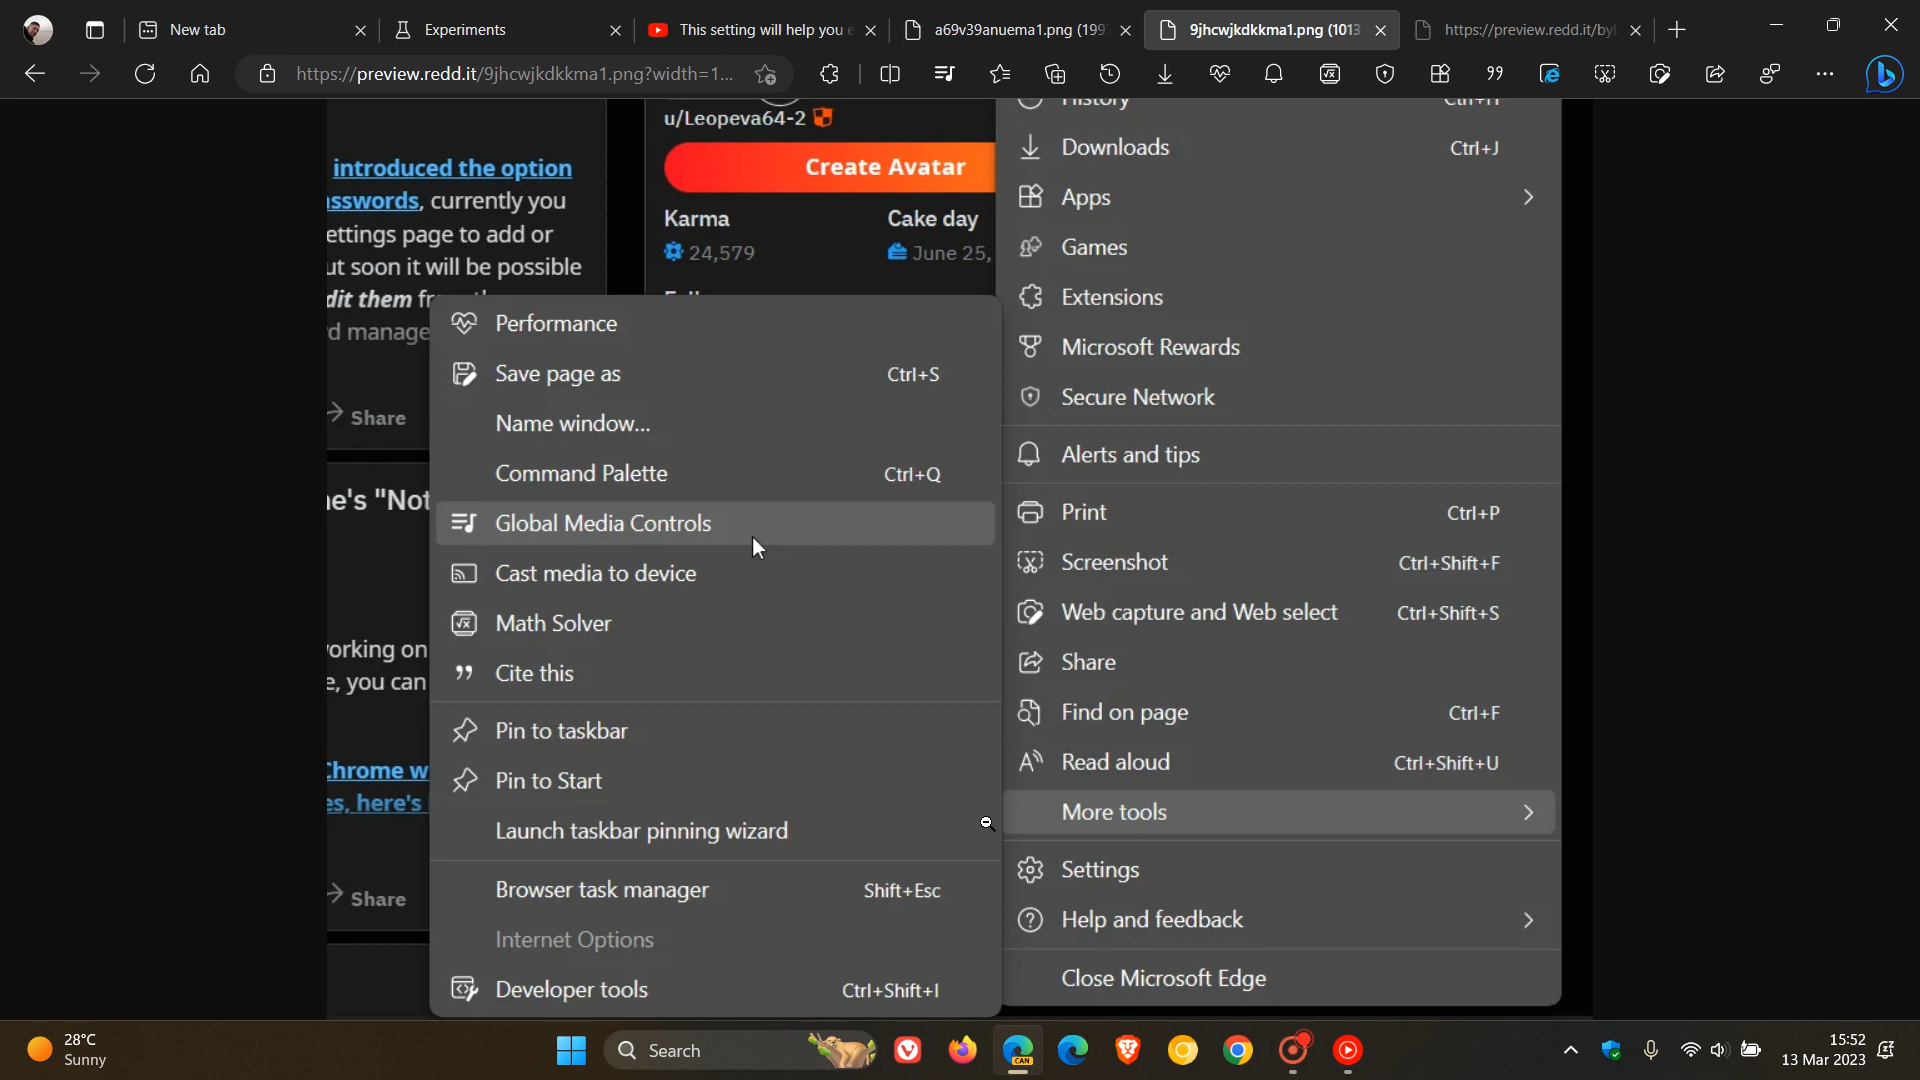 New tab
Experiments
This setting will help you e
a69v39anuema1.png (199
9jhcwjkdkkma1.png (1013
https://preview.redd.it/byl
https://preview.redd.it/9jhcwjkdkkma1.png?width=1...
u/Leopeva64-2
Create Avatar
Karma
Cake day
24,579
June 25,
introduced the option
asswords, currently you
ettings page to add or
ut soon it will be possible
dit them
d manage
Share
e's "Not
orking on
e, you can
Chrome w
es, here's
Share
Performance
Save page as Ctrl+S
Name window...
Command Palette Ctrl+Q
Global Media Controls
Cast media to device
Math Solver
Cite this
Pin to taskbar
Pin to Start
Launch taskbar pinning wizard
Browser task manager Shift+Esc
Internet Options
Developer tools Ctrl+Shift+I
History Ctrl+H
Downloads Ctrl+J
Apps
Games
Extensions
Microsoft Rewards
Secure Network
Alerts and tips
Print Ctrl+P
Screenshot Ctrl+Shift+F
Web capture and Web select Ctrl+Shift+S
Share
Find on page Ctrl+F
Read aloud Ctrl+Shift+U
More tools
Settings
Help and feedback
Close Microsoft Edge
28°C
Sunny
Search
CAN
15:52
13 Mar 2023